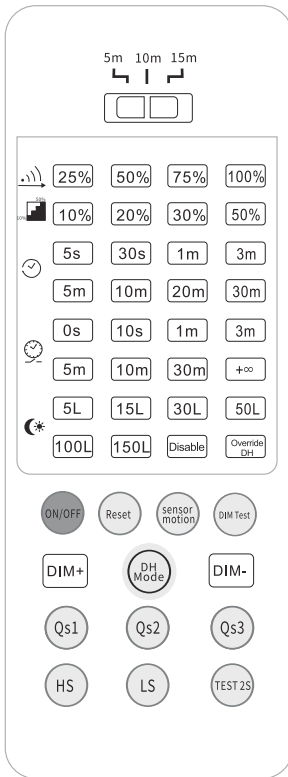 5m 10m 15m
25% 50% 75% 100%
50%
10%
10% 20% 30% 50%
5s 30s 1m 3m
5m 10m 20m 30m
0s 10s 1m 3m
5m 10m 30m +∞
5L 15L 30L 50L
100L 150L Disable Override
DH
ON/OFF Reset sensor
motion DIM Test
DIM+ DH
Mode DIM-
Qs1 Qs2 Qs3
HS LS TEST 2S